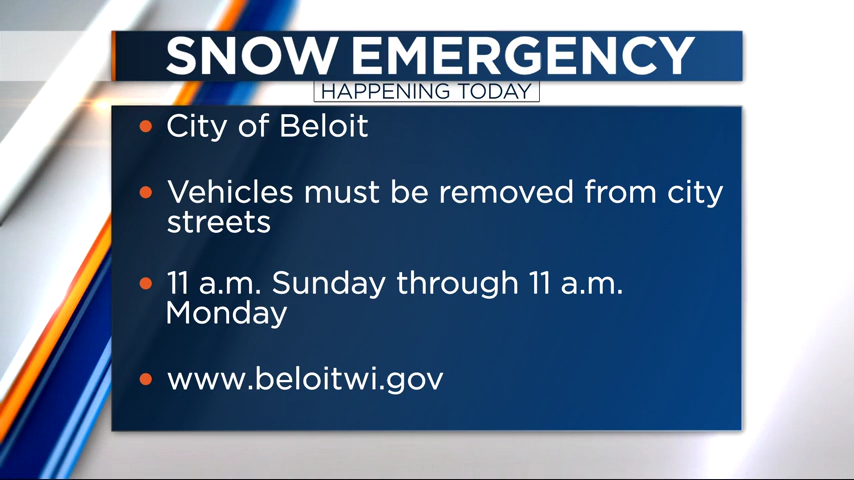 SNOW EMERGENCY
HAPPENING TODAY
• City of Beloit
• Vehicles must be removed from city
streets
• 11 a.m. Sunday through 11 a.m.
Monday
• www.beloitwi.gov